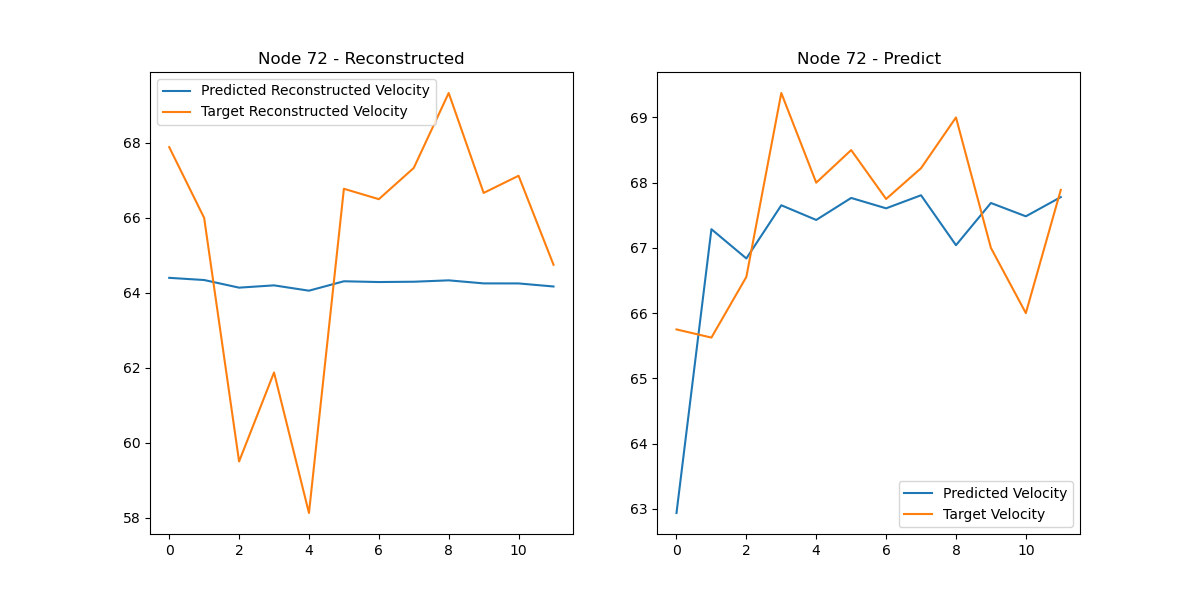 Node 72 - Reconstructed
Predicted Reconstructed Velocity
Target Reconstructed Velocity
68
66
64
62
60
58
0 2 4 6 8 10
Node 72 - Predict
69
68
67
66
65
64
63
Predicted Velocity
Target Velocity
0 2 4 6 8 10